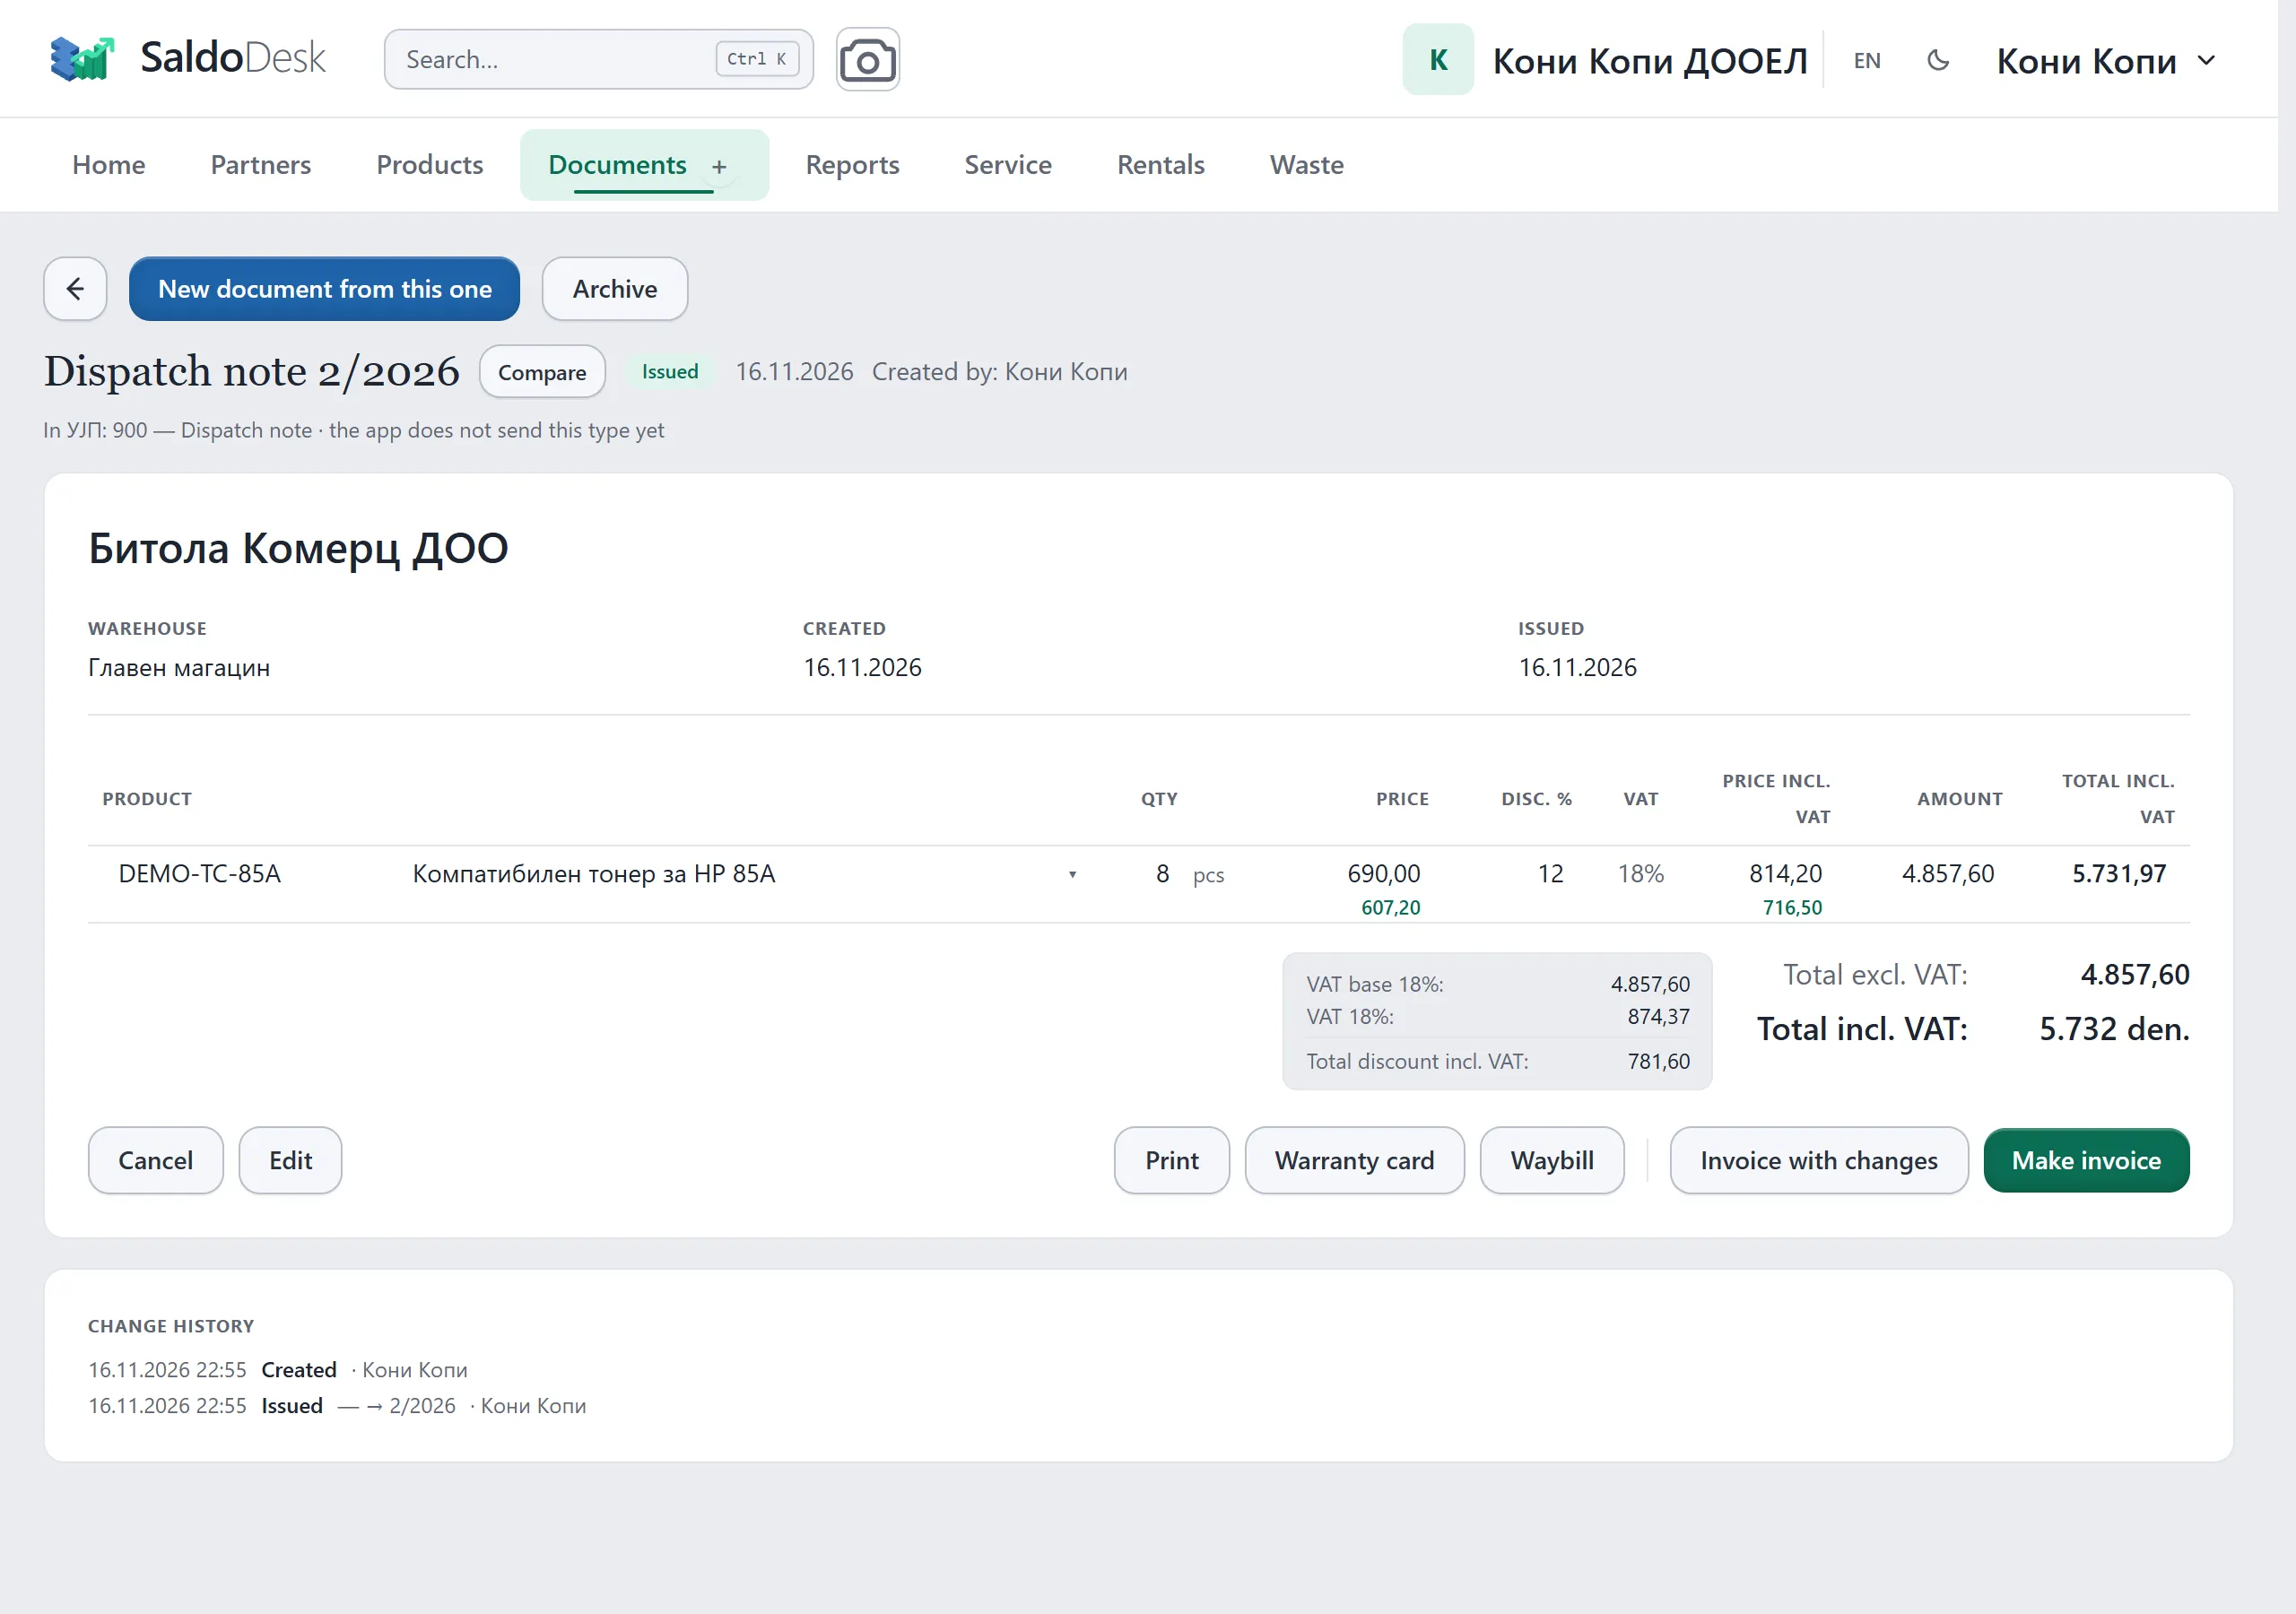 SaldoDesk
Search...
Ctrl K
K
Кони Копи ДООЕЛ
EN
Кони Копи
Home
Partners
Products
Documents +
Reports
Service
Rentals
Waste
New document from this one
Archive
Dispatch note 2/2026
Compare
Issued
16.11.2026
Created by: Кони Копи
In УЈП: 900 — Dispatch note · the app does not send this type yet
Битола Комерц ДОО
WAREHOUSE
Главен магацин
CREATED
16.11.2026
ISSUED
16.11.2026
PRODUCT
QTY
PRICE
DISC. %
VAT
PRICE INCL.
VAT
AMOUNT
TOTAL INCL.
VAT
DEMO-TC-85A
Компатибилен тонер за HP 85A
8 pcs
690,00
607,20
12
18%
814,20
716,50
4.857,60
5.731,97
VAT base 18%: 4.857,60
VAT 18%: 874,37
Total discount incl. VAT: 781,60
Total excl. VAT: 4.857,60
Total incl. VAT: 5.732 den.
Cancel
Edit
Print
Warranty card
Waybill
Invoice with changes
Make invoice
CHANGE HISTORY
16.11.2026 22:55 Created · Кони Копи
16.11.2026 22:55 Issued — → 2/2026 · Кони Копи